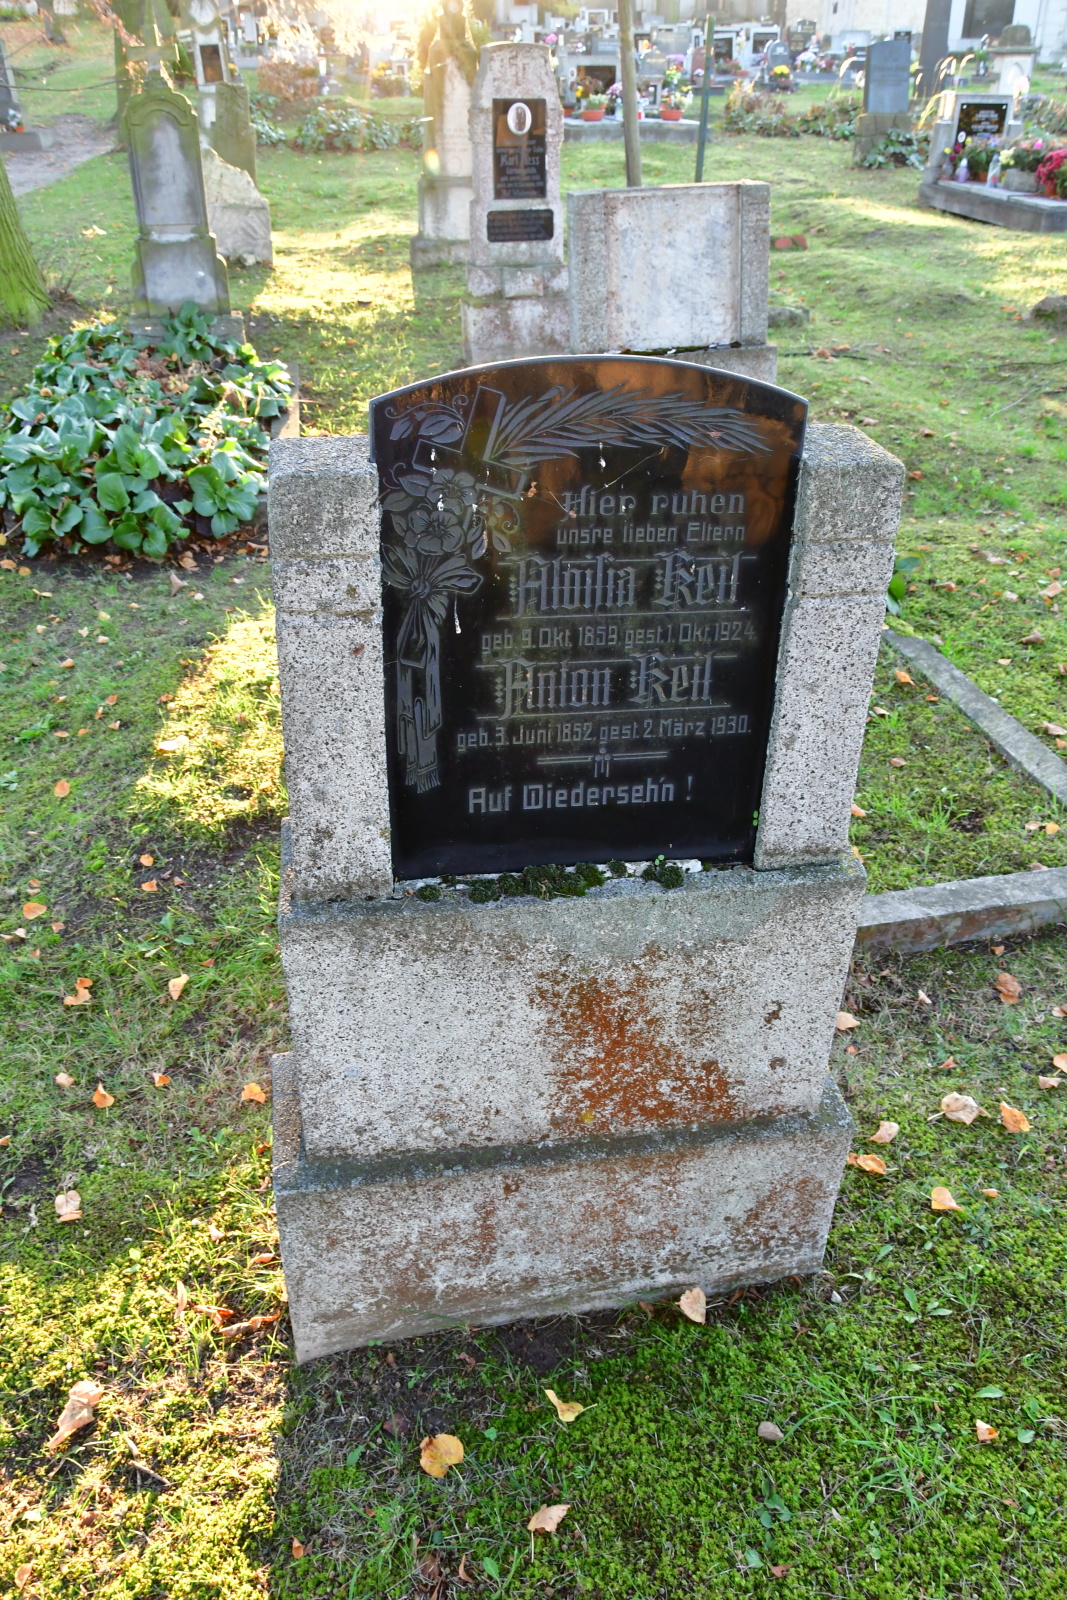 Hier ruhen
unsre lieben Eltern
Keil
geb. 9. Okt. 1859. gest. 1. Okt. 1924.
Anton Keil
geb. 3. Juni 1852. gest. 2. März 1930.
Auf Wiederseh'n !
Karl